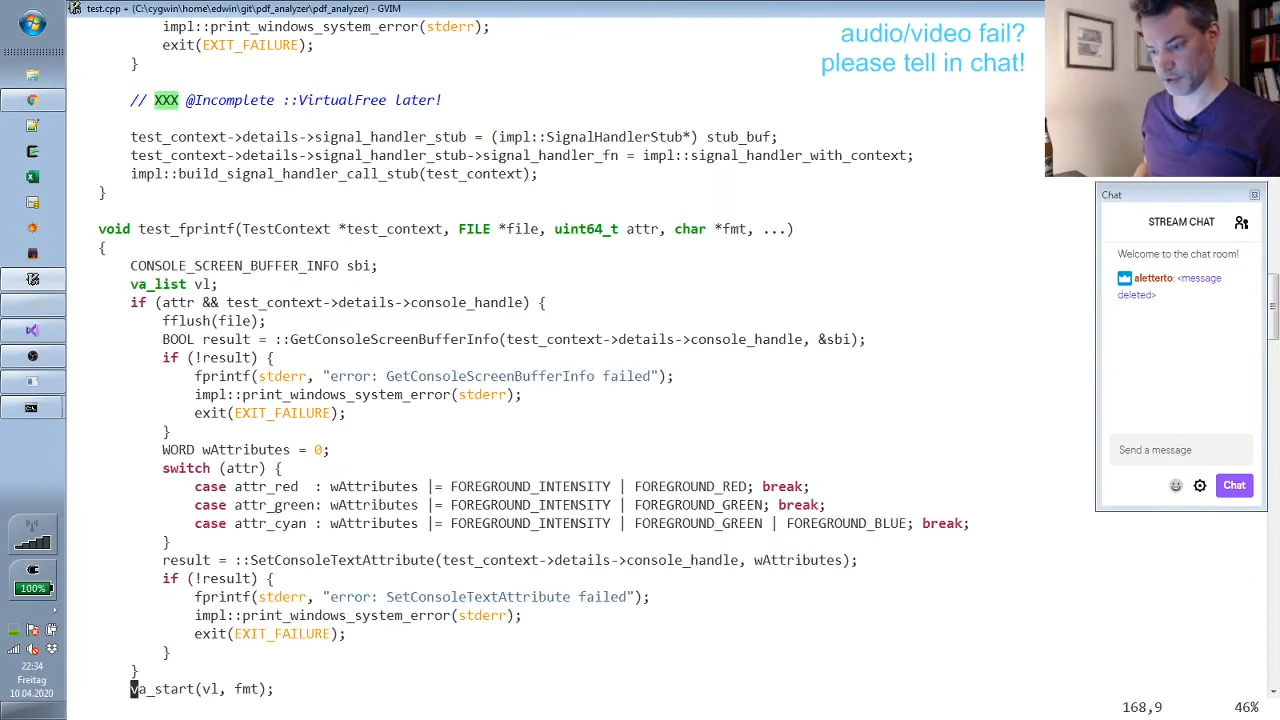 test.cpp + (C:\cygwin\home\edwin\git\pdf_analyzer\pdf_analyzer) - GVIM
impl::print_windows_system_error(stderr);
exit(EXIT_FAILURE);
}
// XXX @Incomplete ::VirtualFree later!
test_context->details->signal_handler_stub = (impl::SignalHandlerStub*) stub_buf;
test_context->details->signal_handler_stub->signal_handler_fn = impl::signal_handler_with_context;
impl::build_signal_handler_call_stub(test_context);
}
void test_fprintf(TestContext *test_context, FILE *file, uint64_t attr, char *fmt, ...)
{
CONSOLE_SCREEN_BUFFER_INFO sbi;
va_list vl;
if (attr && test_context->details->console_handle) {
fflush(file);
BOOL result = ::GetConsoleScreenBufferInfo(test_context->details->console_handle, &sbi);
if (!result) {
fprintf(stderr, "error: GetConsoleScreenBufferInfo failed");
impl::print_windows_system_error(stderr);
exit(EXIT_FAILURE);
}
WORD wAttributes = 0;
switch (attr) {
case attr_red  : wAttributes |= FOREGROUND_INTENSITY | FOREGROUND_RED; break;
case attr_green: wAttributes |= FOREGROUND_INTENSITY | FOREGROUND_GREEN; break;
case attr_cyan : wAttributes |= FOREGROUND_INTENSITY | FOREGROUND_GREEN | FOREGROUND_BLUE; break;
}
result = ::SetConsoleTextAttribute(test_context->details->console_handle, wAttributes);
if (!result) {
fprintf(stderr, "error: SetConsoleTextAttribute failed");
impl::print_windows_system_error(stderr);
exit(EXIT_FAILURE);
}
}
va_start(vl, fmt);
168,9 46%
audio/video fail?
please tell in chat!
Chat
STREAM CHAT
Welcome to the chat room!
aletterto: <message
deleted>
Send a message
Chat
100%
22:34
Freitag
10.04.2020